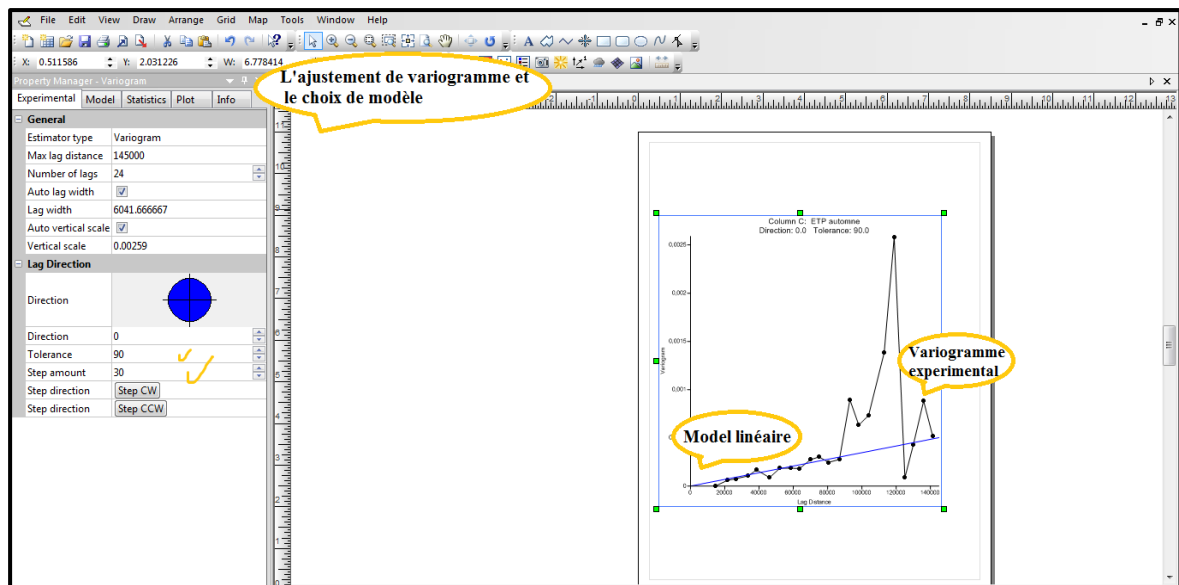 File Edit View Draw Arrange Grid Map Tools Window Help
X: 0.511586 Y: 2.031226 W: 6.778414
L'ajustement de variogramme et
le choix de modèle
Property Manager - Variogram
Experimental Model Statistics Plot Info
General
Estimator type Variogram
Max lag distance 145000
Number of lags 24
Auto lag width
Lag width 6041.666667
Auto vertical scale
Vertical scale 0.00259
Lag Direction
Direction
Direction 0
Tolerance 90
Step amount 30
Step direction Step CW
Step direction Step CCW
Column C: ETP automne
Direction: 0.0 Tolerance: 90.0
0,0025
0,002
0,0015
0,001
0
Variogram
Variogramme
experimental
Model linéaire
0 20000 40000 60000 80000 100000 120000 140000
Lag Distance